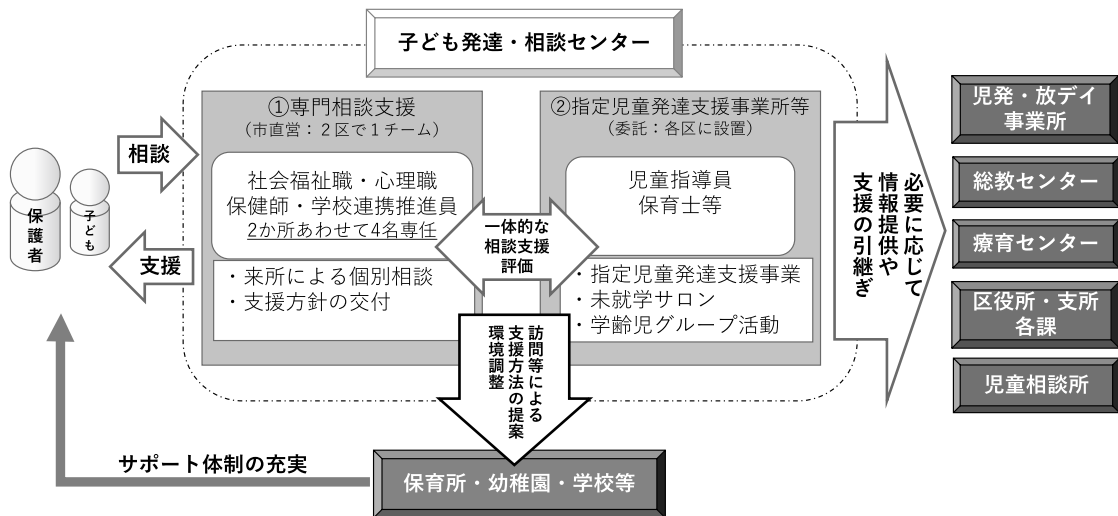 子ども発達・相談センター
①専門相談支援
（市直営：２区で１チーム）
社会福祉職・心理職
保健師・学校連携推進員
2か所あわせて4名専任
・来所による個別相談
・支援方針の交付
②指定児童発達支援事業所等
（委託：各区に設置）
児童指導員
保育士等
・指定児童発達支援事業
・未就学サロン
・学齢児グループ活動
一体的な
相談支援
評価
相談
支援
保護者
子ども
訪問等による
支援方法の提案
環境調整
必要に応じて
情報提供や
支援の引継ぎ
児発・放デイ
事業所
総教センター
療育センター
区役所・支所
各課
児童相談所
サポート体制の充実
保育所・幼稚園・学校等